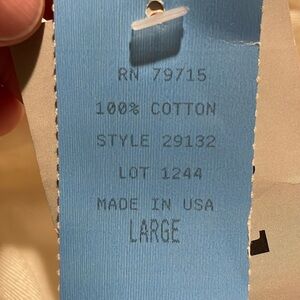 RN 79715
100% COTTON
STYLE 29132
LOT 1244
MADE IN USA
LARGE